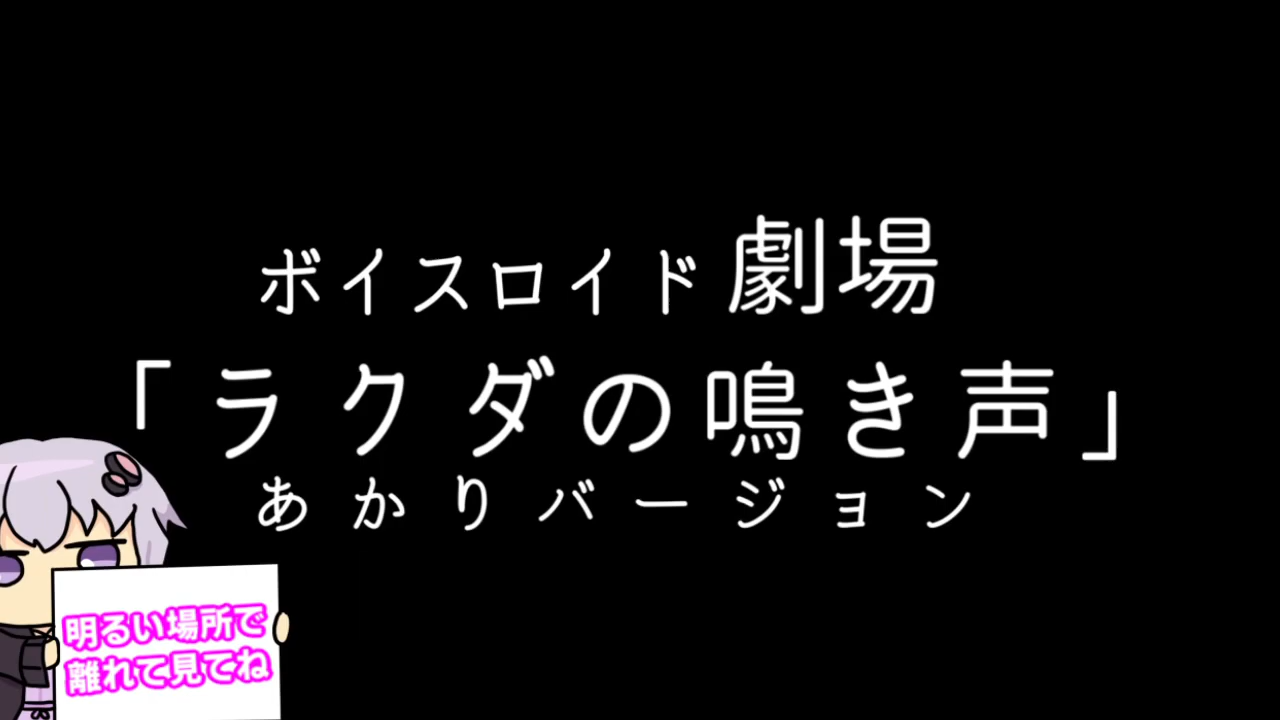 ボイスロイド劇場
「ラクダの鳴き声」
あかりバージョン
明るい場所で
離れて見てね